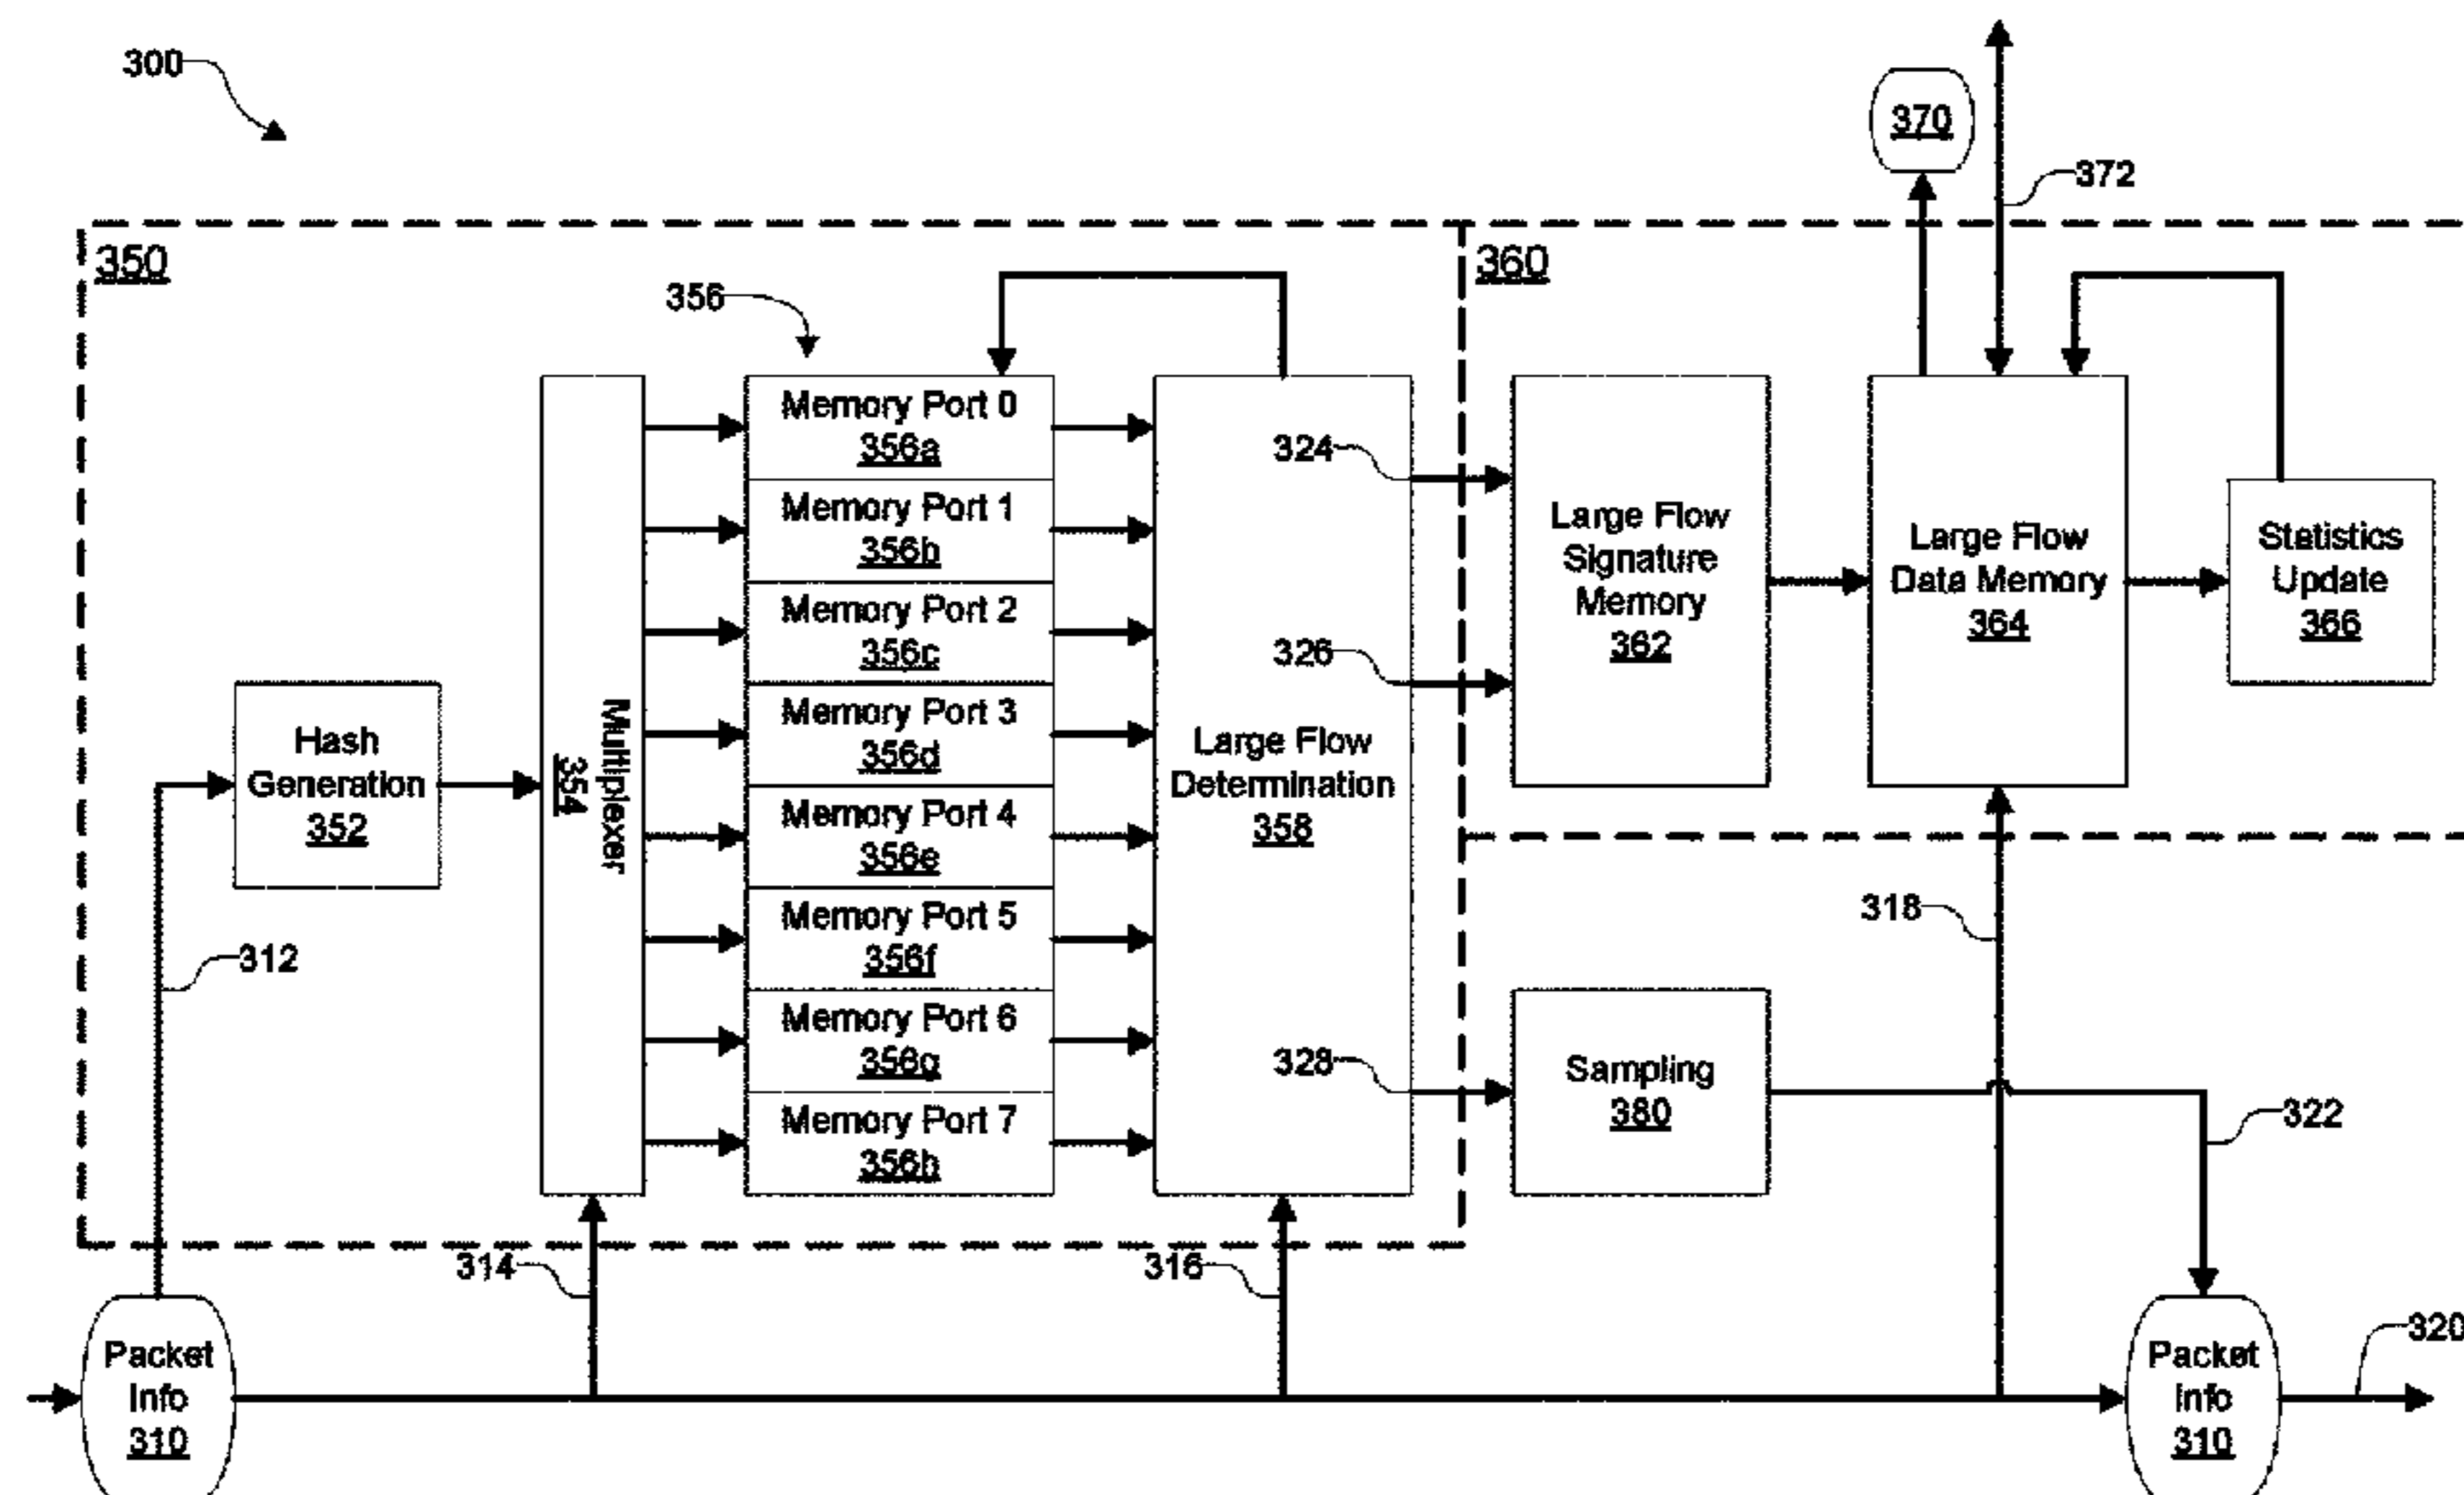 300
370
372
350
360
356
Memory Port 0
356a
Memory Port 1
356b
Memory Port 2
356c
Memory Port 3
356d
Memory Port 4
356e
Memory Port 5
356f
Memory Port 6
356g
Memory Port 7
356h
Hash
Generation
352
Multiplexer
354
Large Flow
Determination
358
324
326
328
Large Flow
Signature
Memory
362
Large Flow
Data Memory
364
Statistics
Update
366
312
318
Sampling
380
322
314
316
Packet
Info
310
Packet
Info
310
320